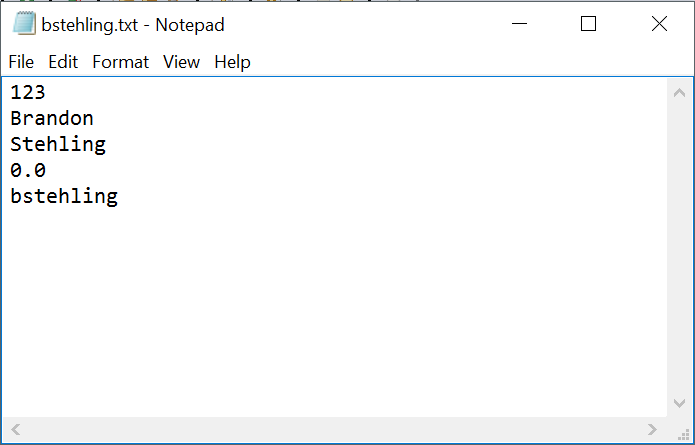 bstehling.txt - Notepad
File Edit Format View Help
123
Brandon
Stehling
0.0
bstehling